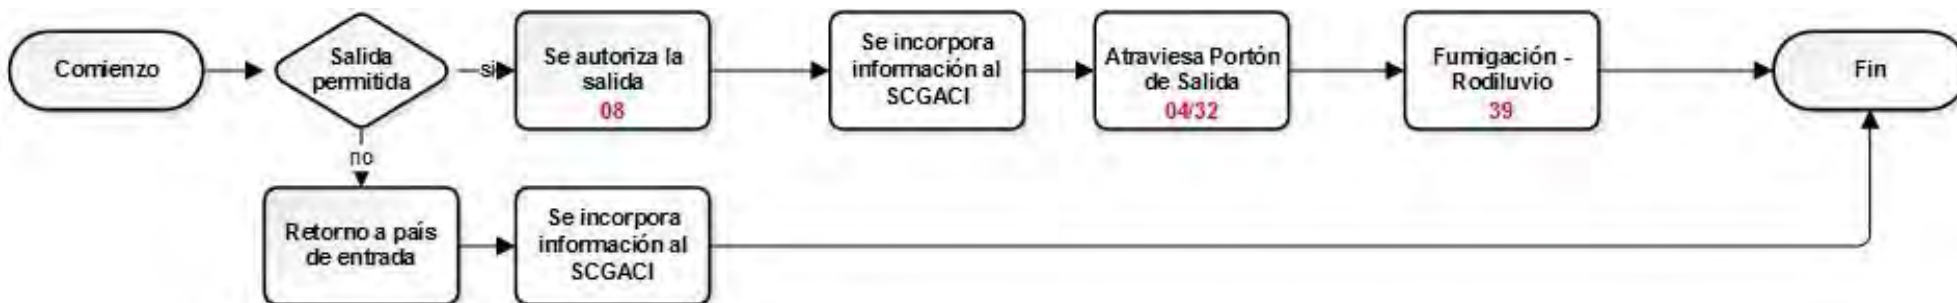 Comienzo
Salida
permitida
si
Se autoriza la
salida
08
Se incorpora
información al
SCGACI
Atraviesa Portón
de Salida
04/32
Fumigación -
Rodiluvio
39
Fin
no
Retorno a país
de entrada
Se incorpora
información al
SCGACI